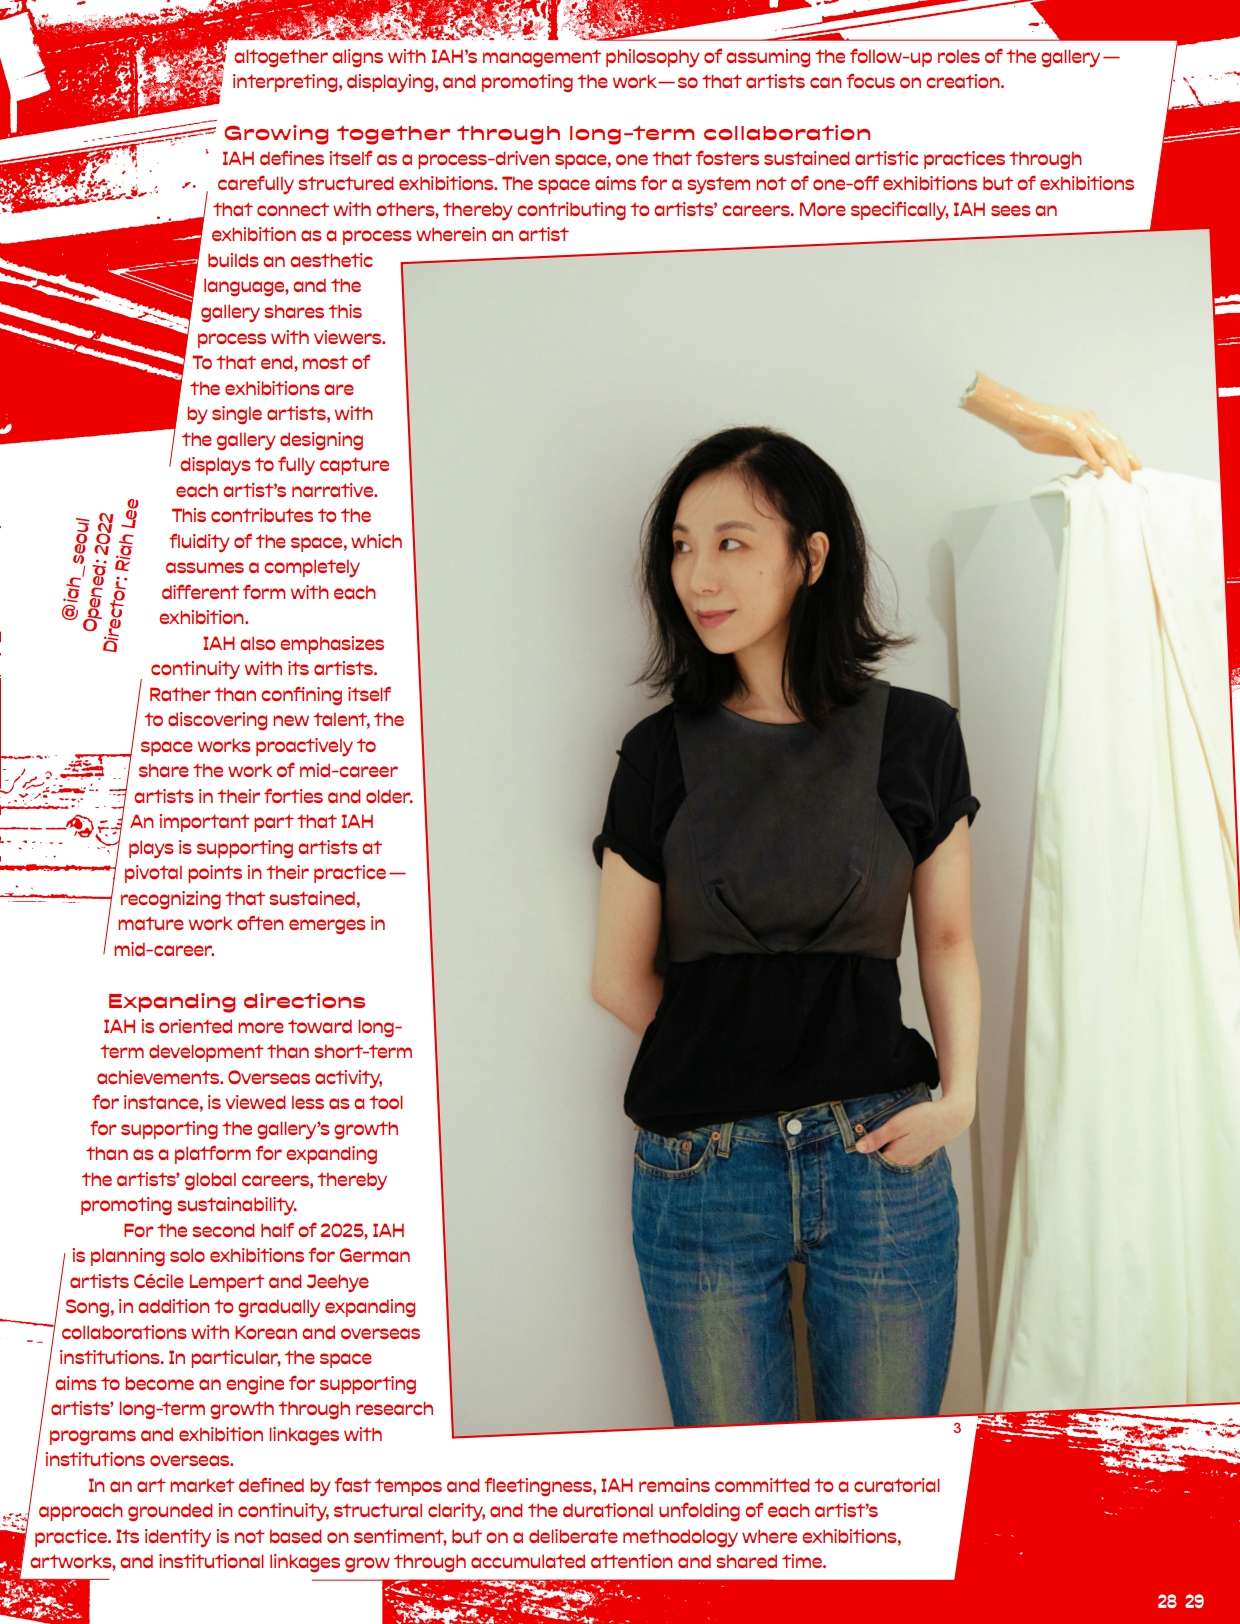 altogether aligns with IAH’s management philosophy of assuming the follow-up roles of the gallery—
interpreting, displaying, and promoting the work—so that artists can focus on creation.
Growing together through long-term collaboration
IAH defines itself as a process-driven space, one that fosters sustained artistic practices through
carefully structured exhibitions. The space aims for a system not of one-off exhibitions but of exhibitions
that connect with others, thereby contributing to artists’ careers. More specifically, IAH sees an
exhibition as a process wherein an artist
builds an aesthetic
language, and the
gallery shares this
process with viewers.
To that end, most of
the exhibitions are
by single artists, with
the gallery designing
displays to fully capture
each artist’s narrative.
This contributes to the
fluidity of the space, which
assumes a completely
different form with each
exhibition.
IAH also emphasizes
continuity with its artists.
Rather than confining itself
to discovering new talent, the
space works proactively to
share the work of mid-career
artists in their forties and older.
An important part that IAH
plays is supporting artists at
pivotal points in their practice—
recognizing that sustained,
mature work often emerges in
mid-career.
@iah_seoul
Opened: 2022
Director: Riah Lee
Expanding directions
IAH is oriented more toward long-
term development than short-term
achievements. Overseas activity,
for instance, is viewed less as a tool
for supporting the gallery’s growth
than as a platform for expanding
the artists’ global careers, thereby
promoting sustainability.
For the second half of 2025, IAH
is planning solo exhibitions for German
artists Cécile Lempert and Jeehye
Song, in addition to gradually expanding
collaborations with Korean and overseas
institutions. In particular, the space
aims to become an engine for supporting
artists’ long-term growth through research
programs and exhibition linkages with
institutions overseas.
In an art market defined by fast tempos and fleetingness, IAH remains committed to a curatorial
approach grounded in continuity, structural clarity, and the durational unfolding of each artist’s
practice. Its identity is not based on sentiment, but on a deliberate methodology where exhibitions,
artworks, and institutional linkages grow through accumulated attention and shared time.
3
28 29